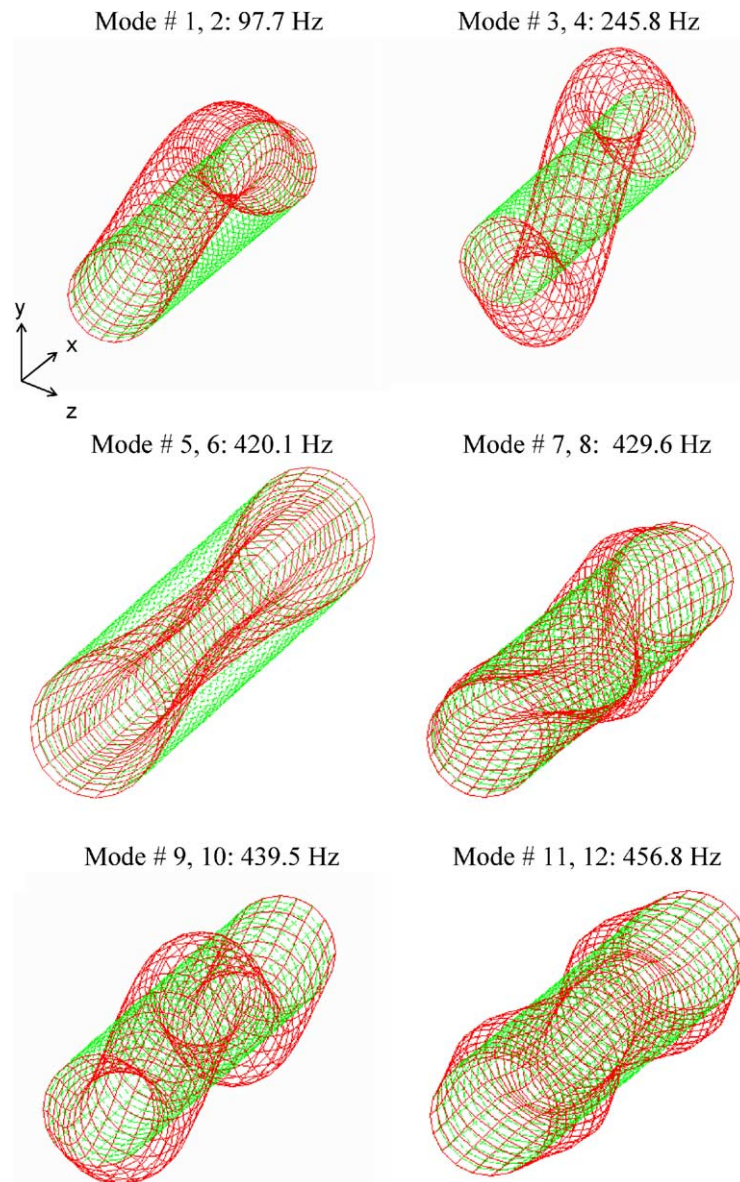 Mode # 1, 2: 97.7 Hz
Mode # 3, 4: 245.8 Hz
y
x
z
Mode # 5, 6: 420.1 Hz
Mode # 7, 8:  429.6 Hz
Mode # 9, 10: 439.5 Hz
Mode # 11, 12: 456.8 Hz